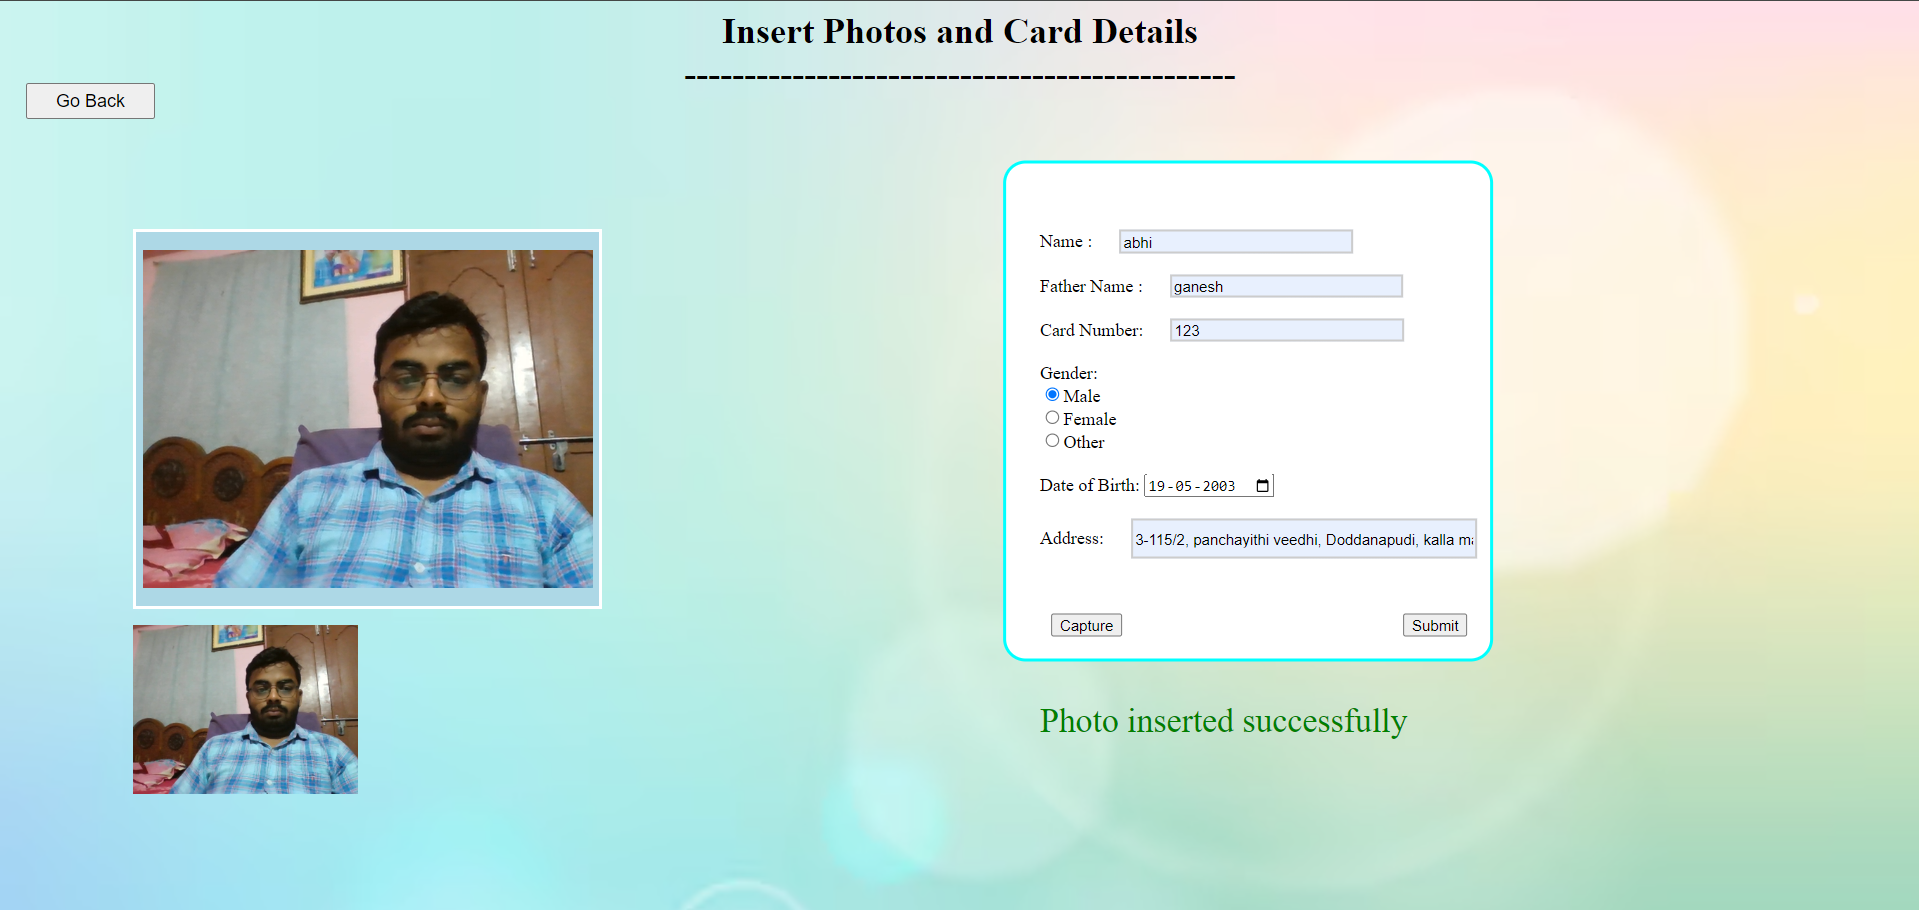 Insert Photos and Card Details
----------------------------------------------
Go Back
Name : abhi
Father Name : ganesh
Card Number: 123
Gender:
Male
Female
Other
Date of Birth: 19-05-2003
Address: 3-115/2, panchayithi veedhi, Doddanapudi, kalla
Capture Submit
Photo inserted successfully